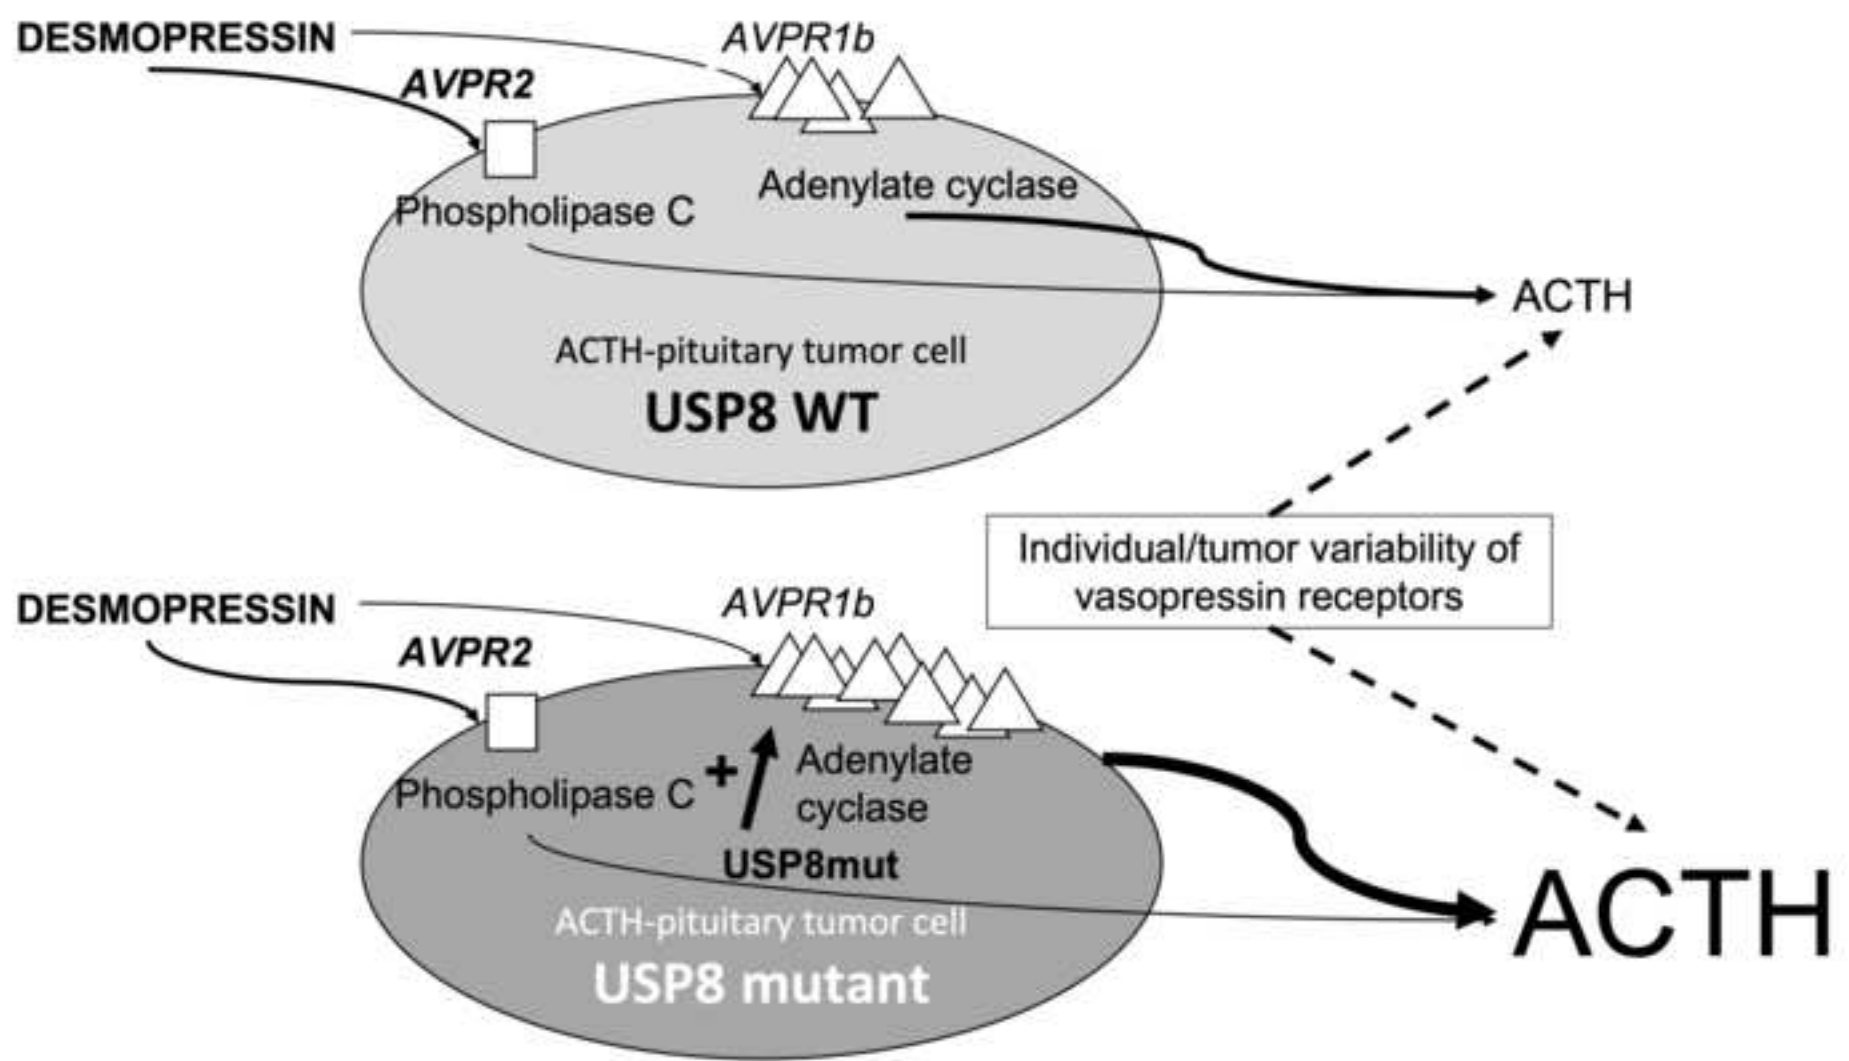 DESMOPRESSIN
AVPR1b
AVPR2
Adenylate cyclase
Phospholipase C
ACTH
ACTH-pituitary tumor cell
USP8 WT
Individual/tumor variability of
vasopressin receptors
DESMOPRESSIN
AVPR1b
AVPR2
+
Adenylate
cyclase
Phospholipase C
USP8mut
ACTH
ACTH-pituitary tumor cell
USP8 mutant